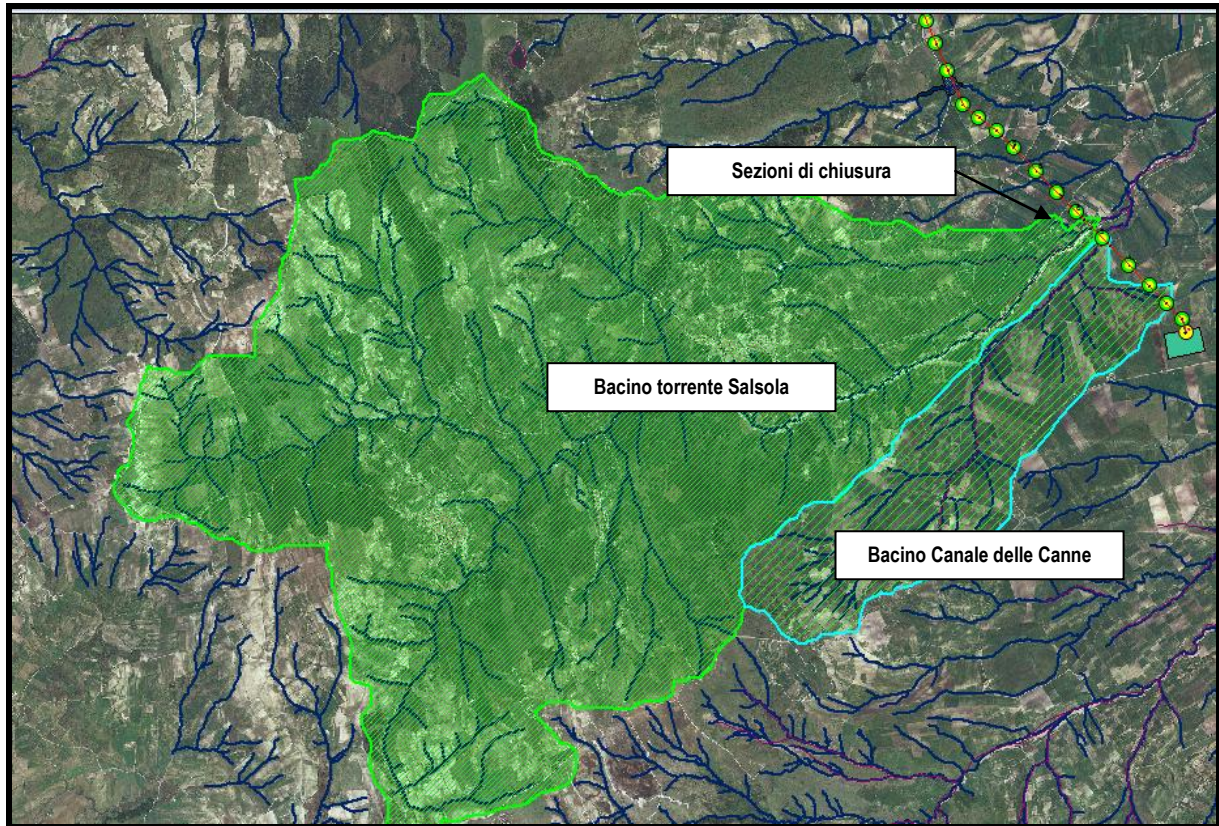 Sezioni di chiusura
Bacino torrente Salsola
Bacino Canale delle Canne